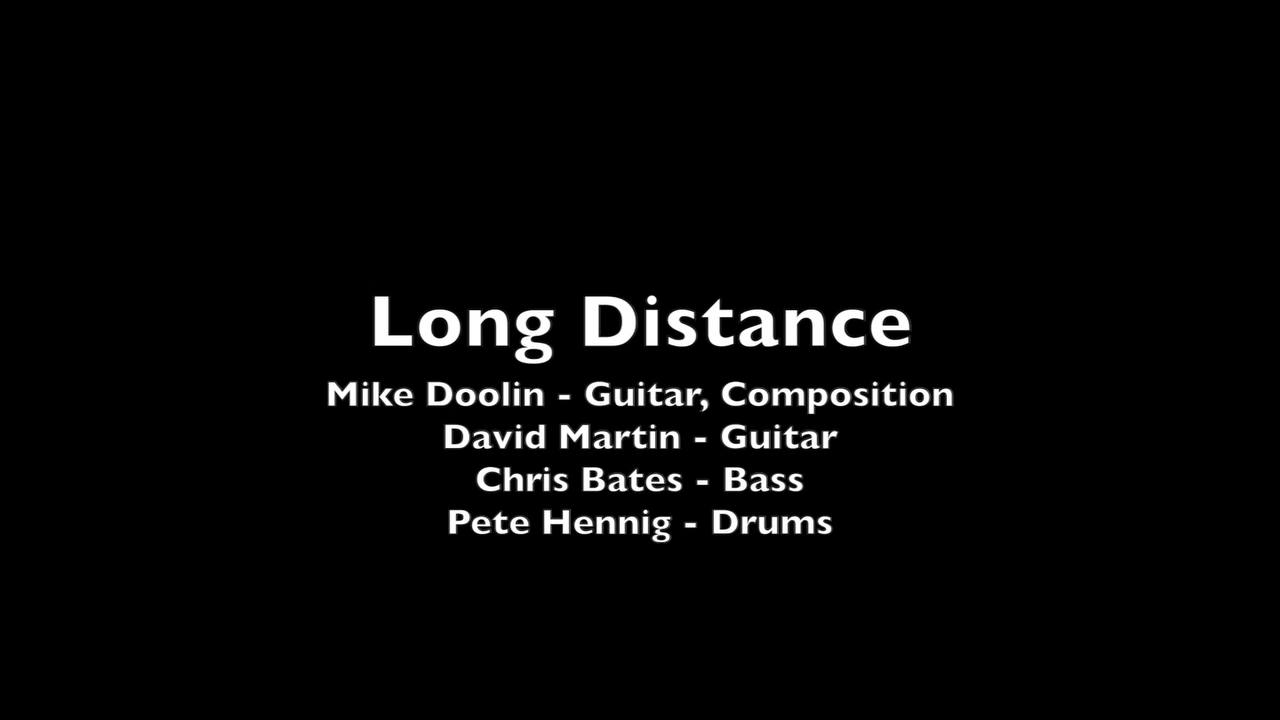 Long Distance
Mike Doolin - Guitar, Composition
David Martin - Guitar
Chris Bates - Bass
Pete Hennig - Drums